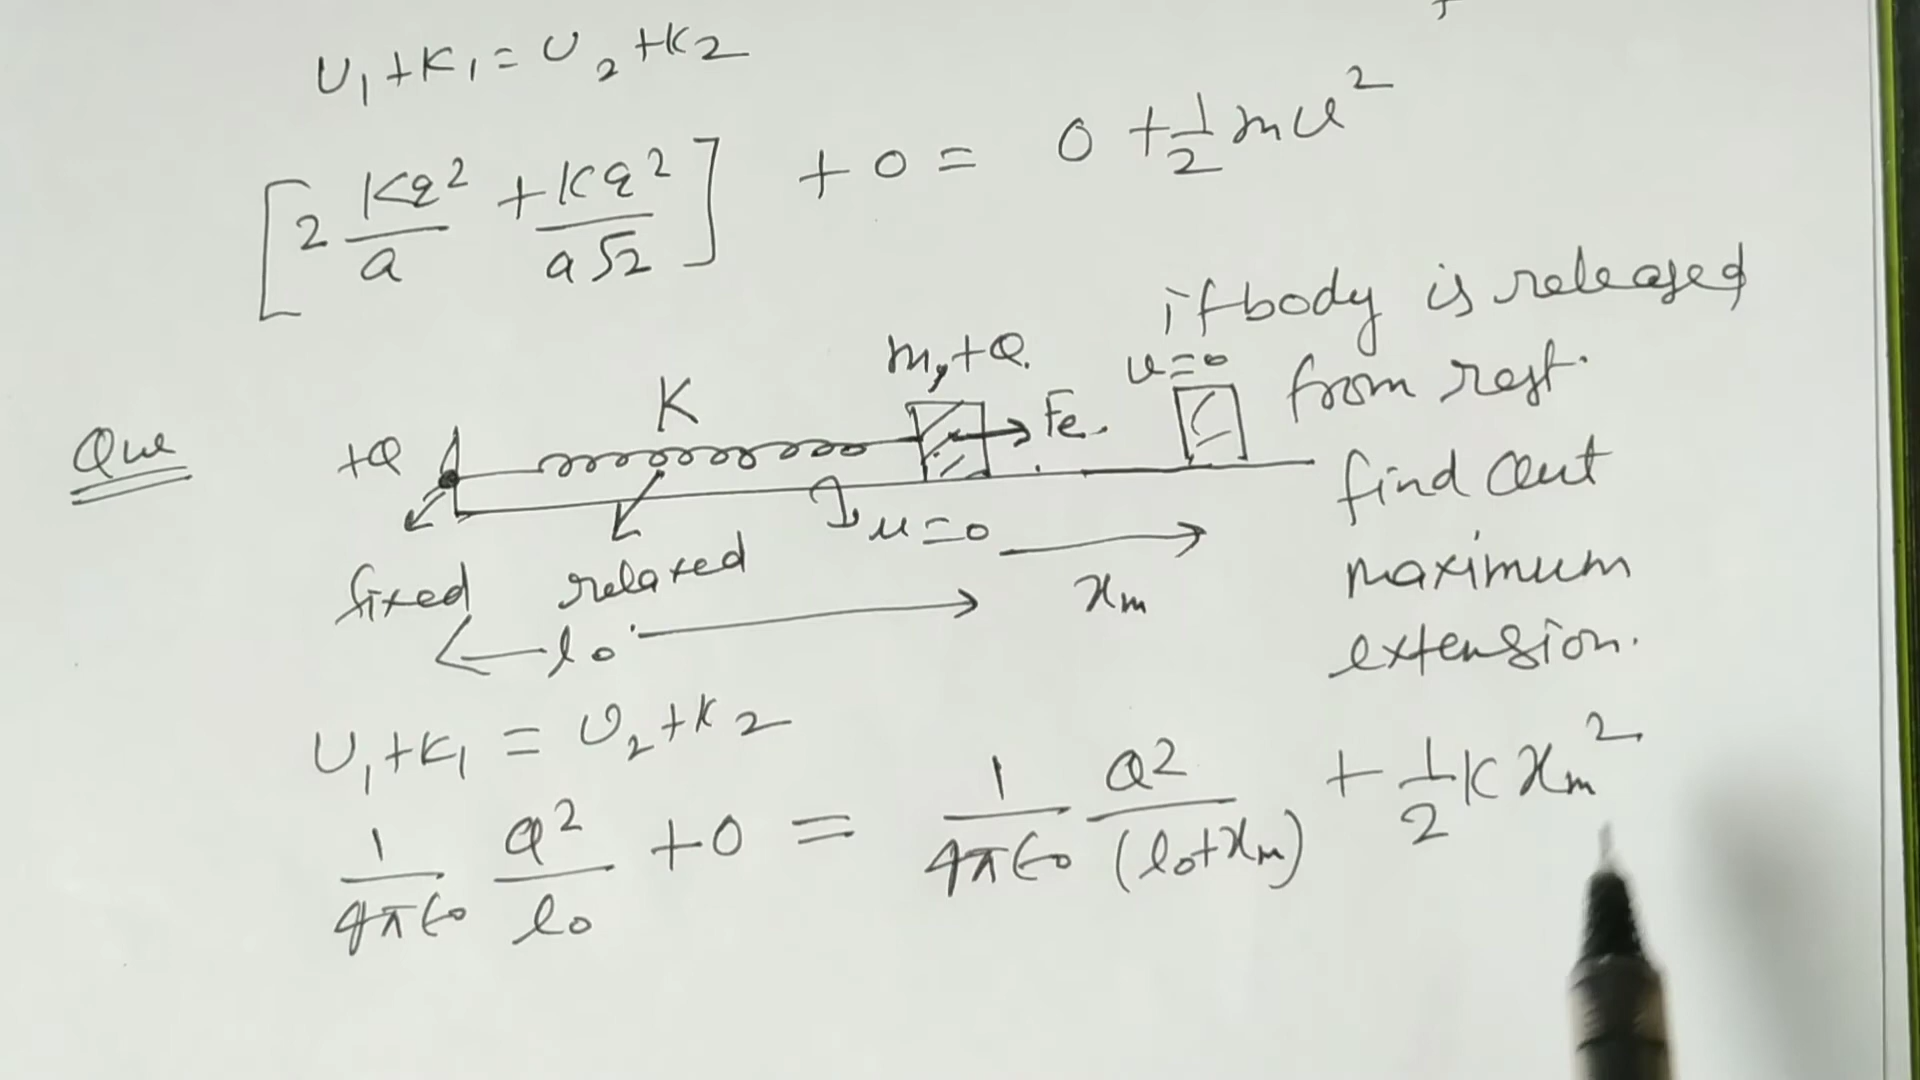 U₁+K₁ = U₂+K₂
[2 Kq²/a + Kq²/a√2] + 0 = 0 + 1/2 mv²
if body is released
from rest.
find out
maximum
extension.
Que
+Q
K
m, +Q.
Fe.
v=0
u=0
fixed
relaxed
l₀
xₘ
U₁+K₁ = U₂+K₂
1/4πε₀ Q²/l₀ + 0 = 1/4πε₀ Q²/(l₀+xₘ) + 1/2 K xₘ²